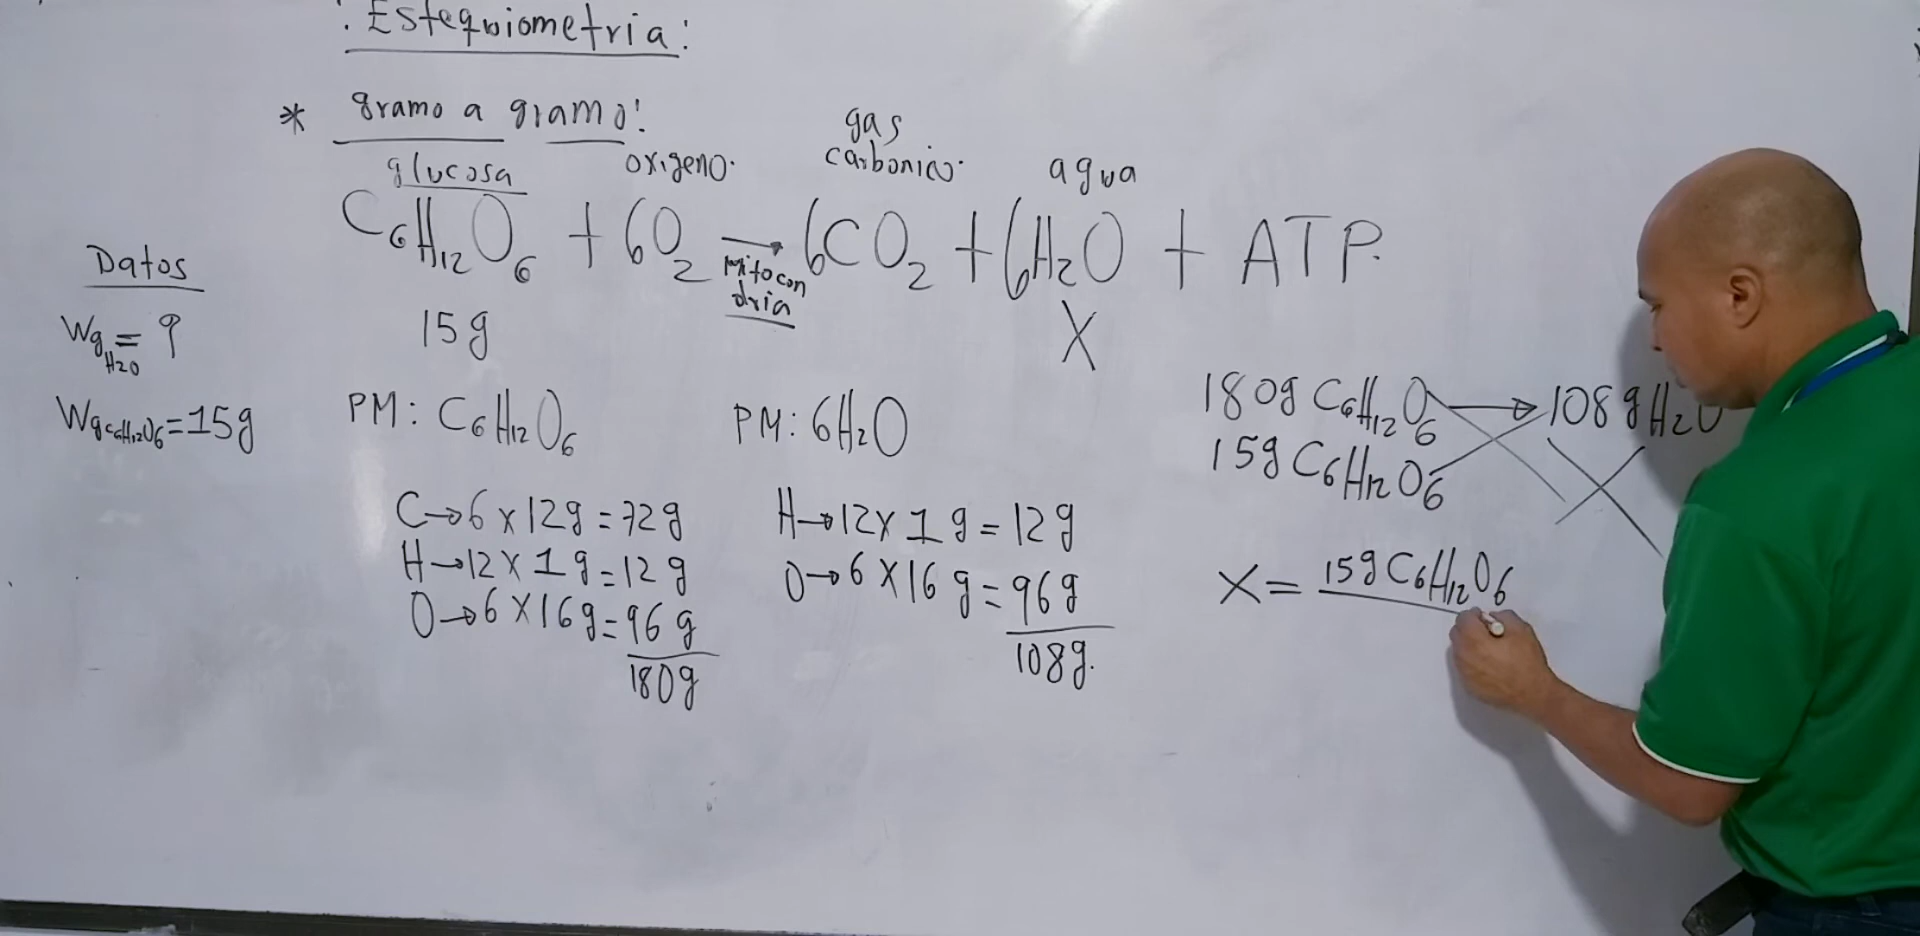 : Estequiometria:
* gramo a gramo:
glucosa oxigeno. gas carbonico. agua
C6H12O6 + 6O2 → 6CO2 + 6H2O + ATP.
mitocon
dria
15g X
Datos
WgH2O = ?
WgC6H12O6 = 15g
PM: C6H12O6
C→6 x 12g = 72g
H→12 x 1g = 12g
O→6 x 16g = 96g
180g
PM: 6H2O
H→12 x 1g = 12g
O→6 x 16g = 96g
108g.
180g C6H12O6 → 108g H2O
15g C6H12O6
X = 15g C6H12O6